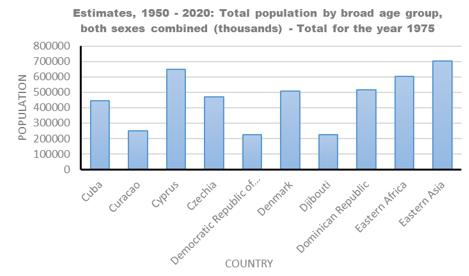 Estimates, 1950 - 2020: Total population by broad age group,
both sexes combined (thousands) - Total for the year 1975
POPULATION
800000
700000
600000
500000
400000
300000
200000
100000
0
Cuba
Curacao
Cyprus
Czechia
Democratic Republic of...
Denmark
Djibouti
Dominican Republic
Eastern Africa
Eastern Asia
COUNTRY